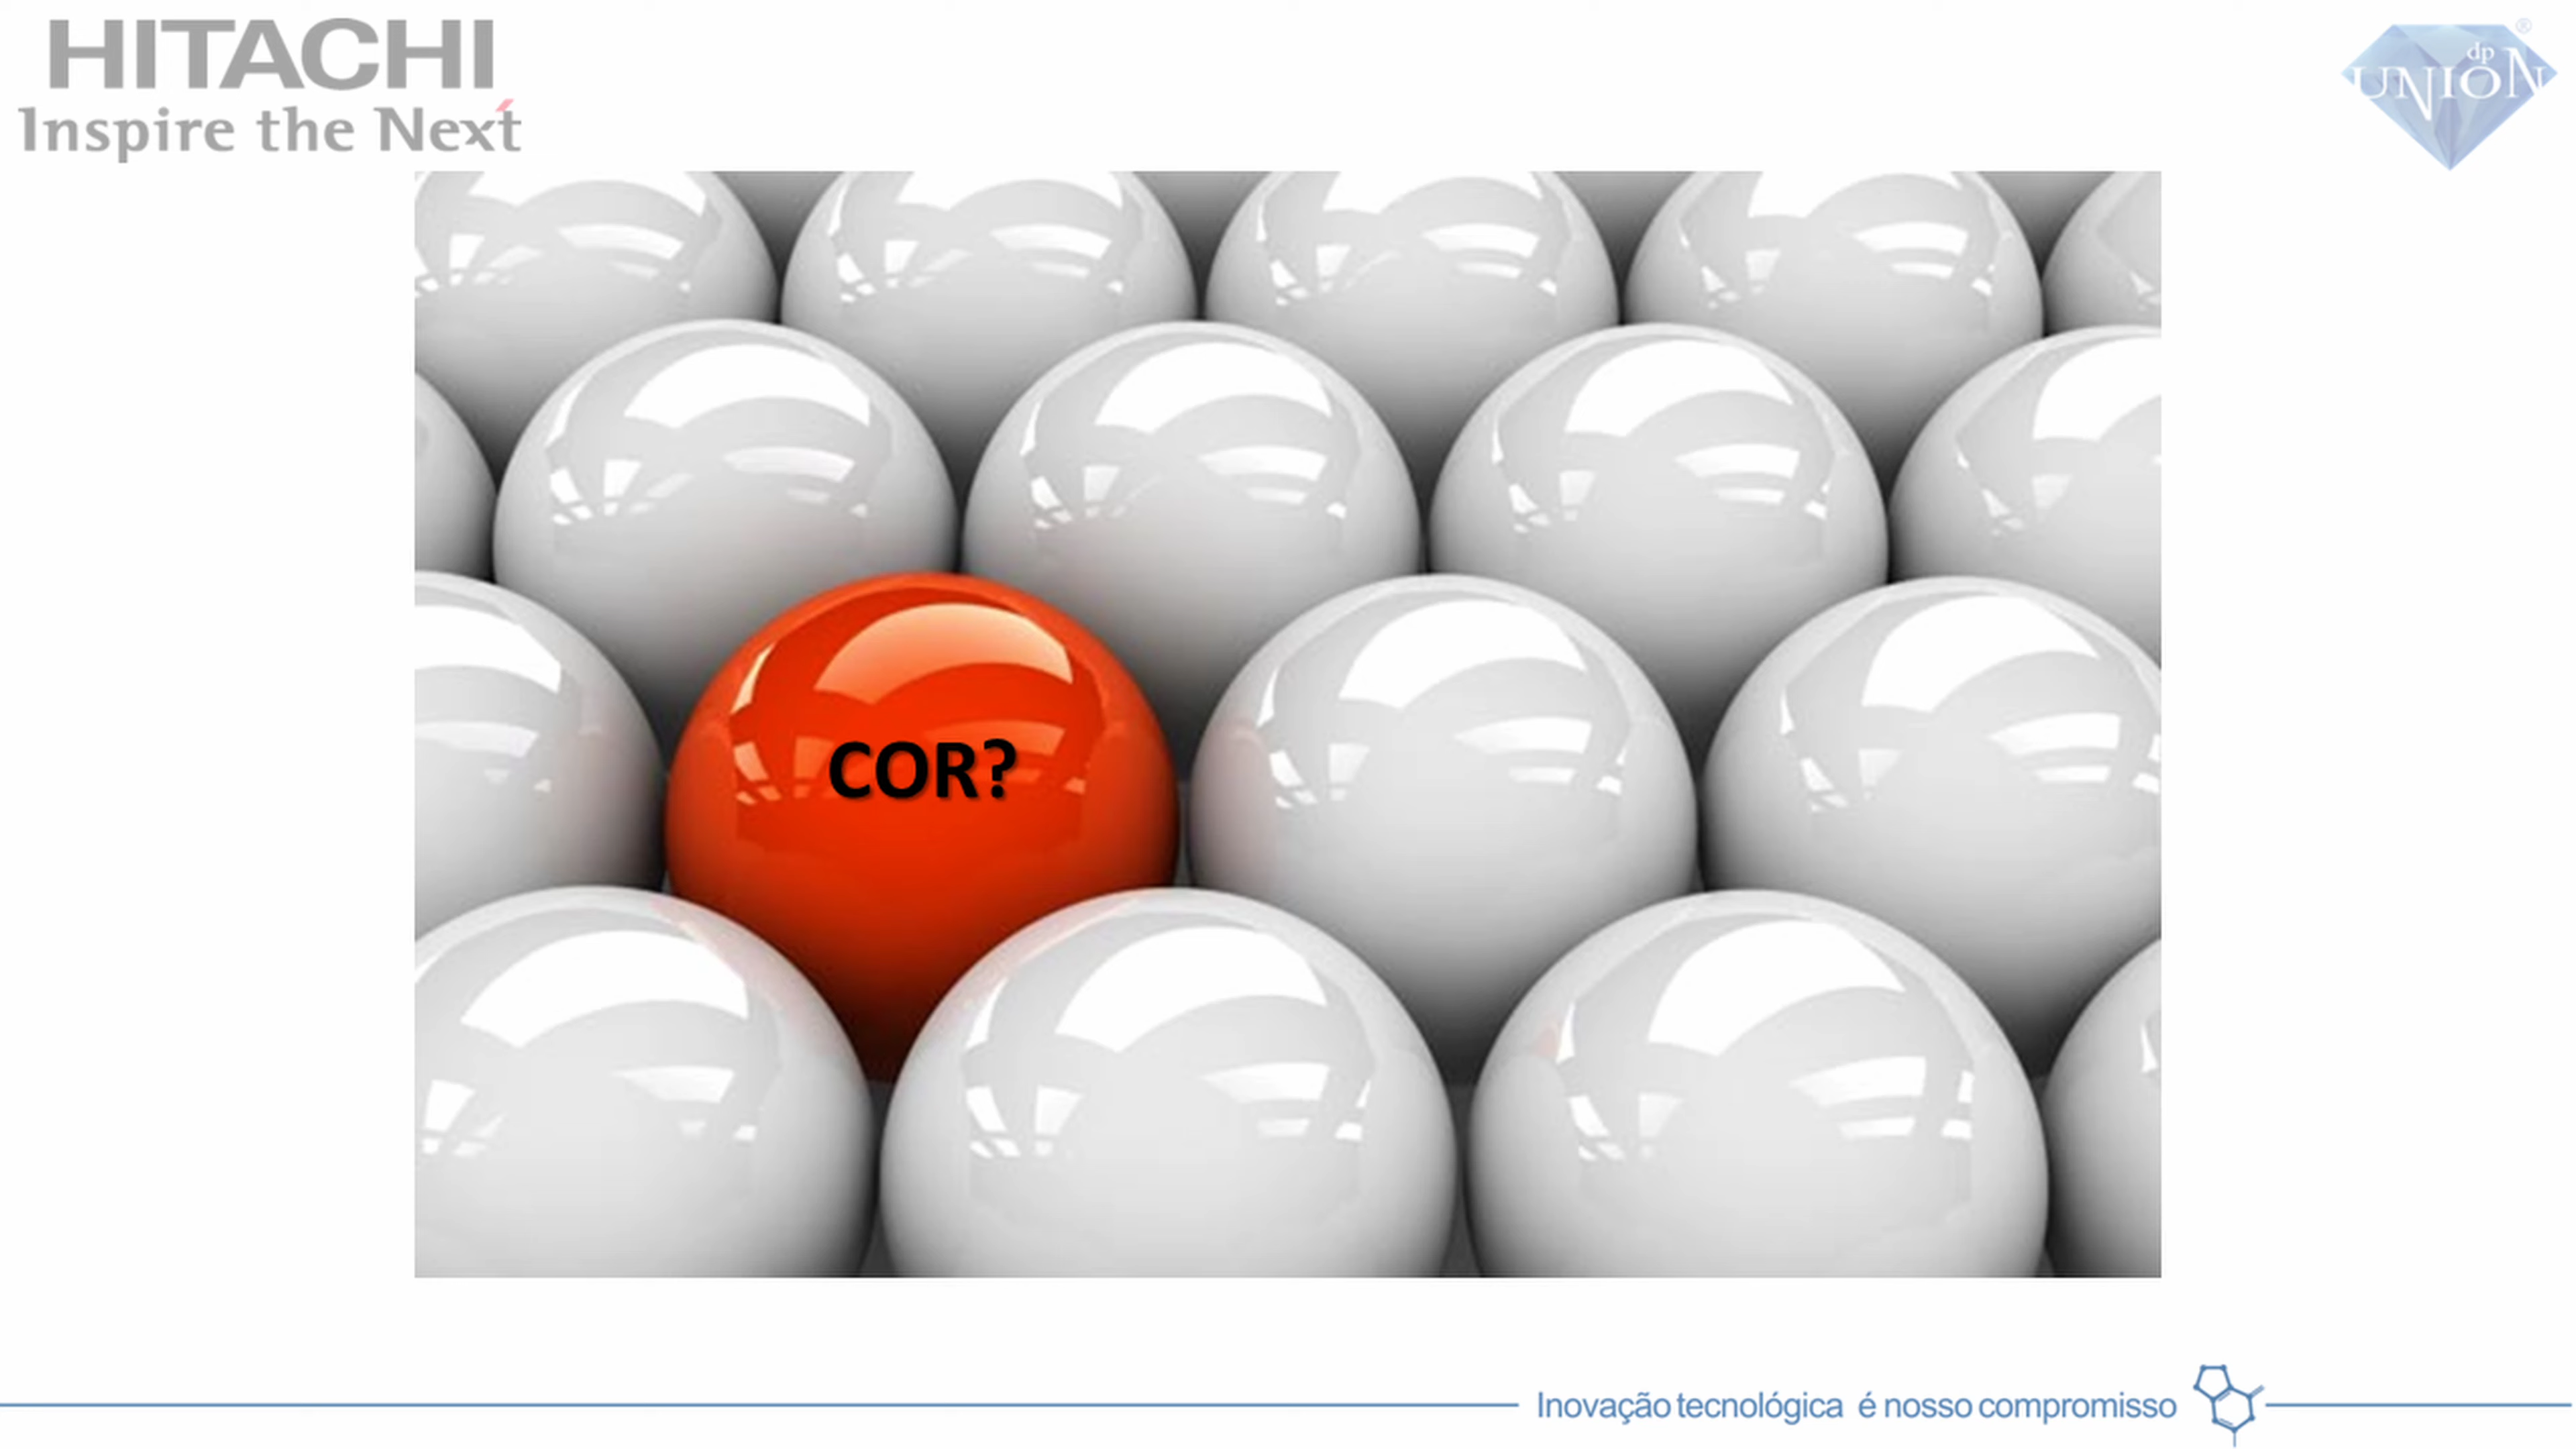 HITACHI
Inspire the Next
dp
UNION
®
COR?
Inovação tecnológica é nosso compromisso